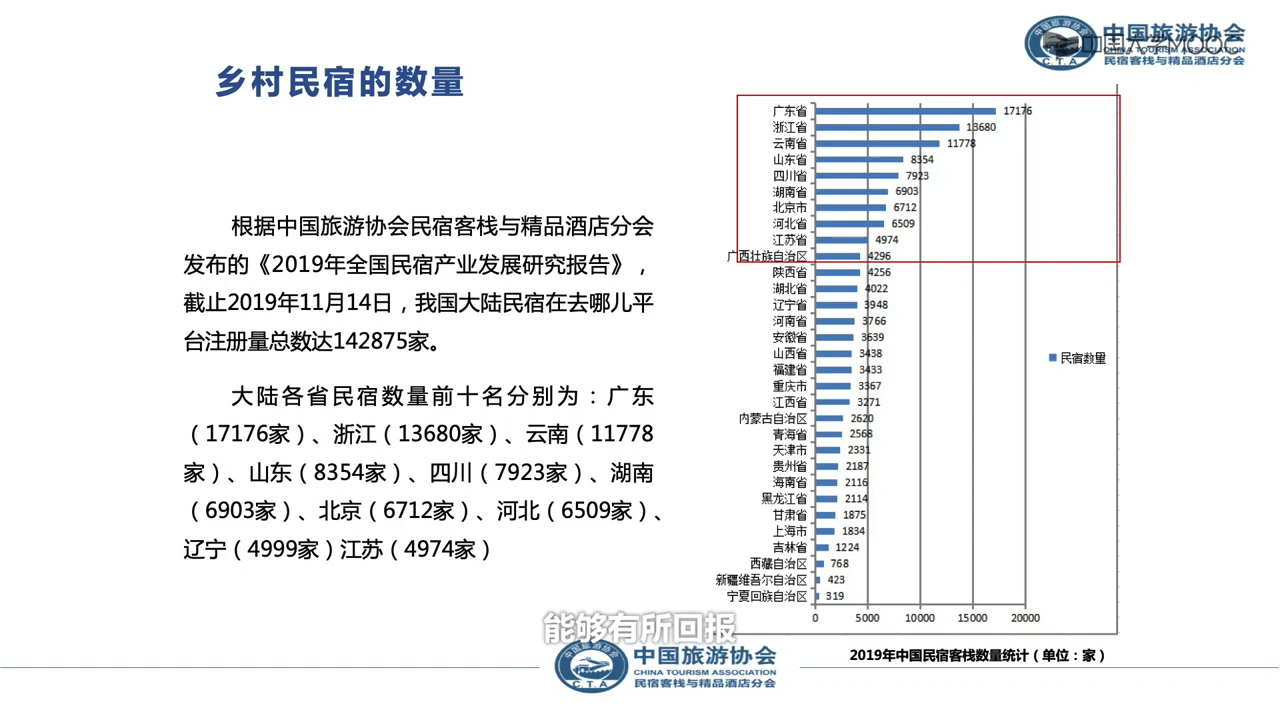 中国旅游协会
中国大学MOOC
CHINA TOURISM ASSOCIATION
民宿客栈与精品酒店分会
C.T.A
乡村民宿的数量
根据中国旅游协会民宿客栈与精品酒店分会
发布的《2019年全国民宿产业发展研究报告》，
截止2019年11月14日，我国大陆民宿在去哪儿平
台注册量总数达142875家。
大陆各省民宿数量前十名分别为：广东
（17176家）、浙江（13680家）、云南（11778
家）、山东（8354家）、四川（7923家）、湖南
（6903家）、北京（6712家）、河北（6509家）、
辽宁（4999家）江苏（4974家）
广东省 17176
浙江省 13680
云南省 11778
山东省 8354
四川省 7923
湖南省 6903
北京市 6712
河北省 6509
江苏省 4974
广西壮族自治区 4296
陕西省 4256
湖北省 4022
辽宁省 3948
河南省 3766
安徽省 3639
山西省 3438
福建省 3433
重庆市 3367
江西省 3271
内蒙古自治区 2620
青海省 2568
天津市 2331
贵州省 2187
海南省 2116
黑龙江省 2114
甘肃省 1875
上海市 1834
吉林省 1224
西藏自治区 768
新疆维吾尔自治区 423
宁夏回族自治区 319
0 5000 10000 15000 20000
民宿数量
2019年中国民宿客栈数量统计（单位：家）
能够有所回报
中国旅游协会
CHINA TOURISM ASSOCIATION
民宿客栈与精品酒店分会
C.T.A